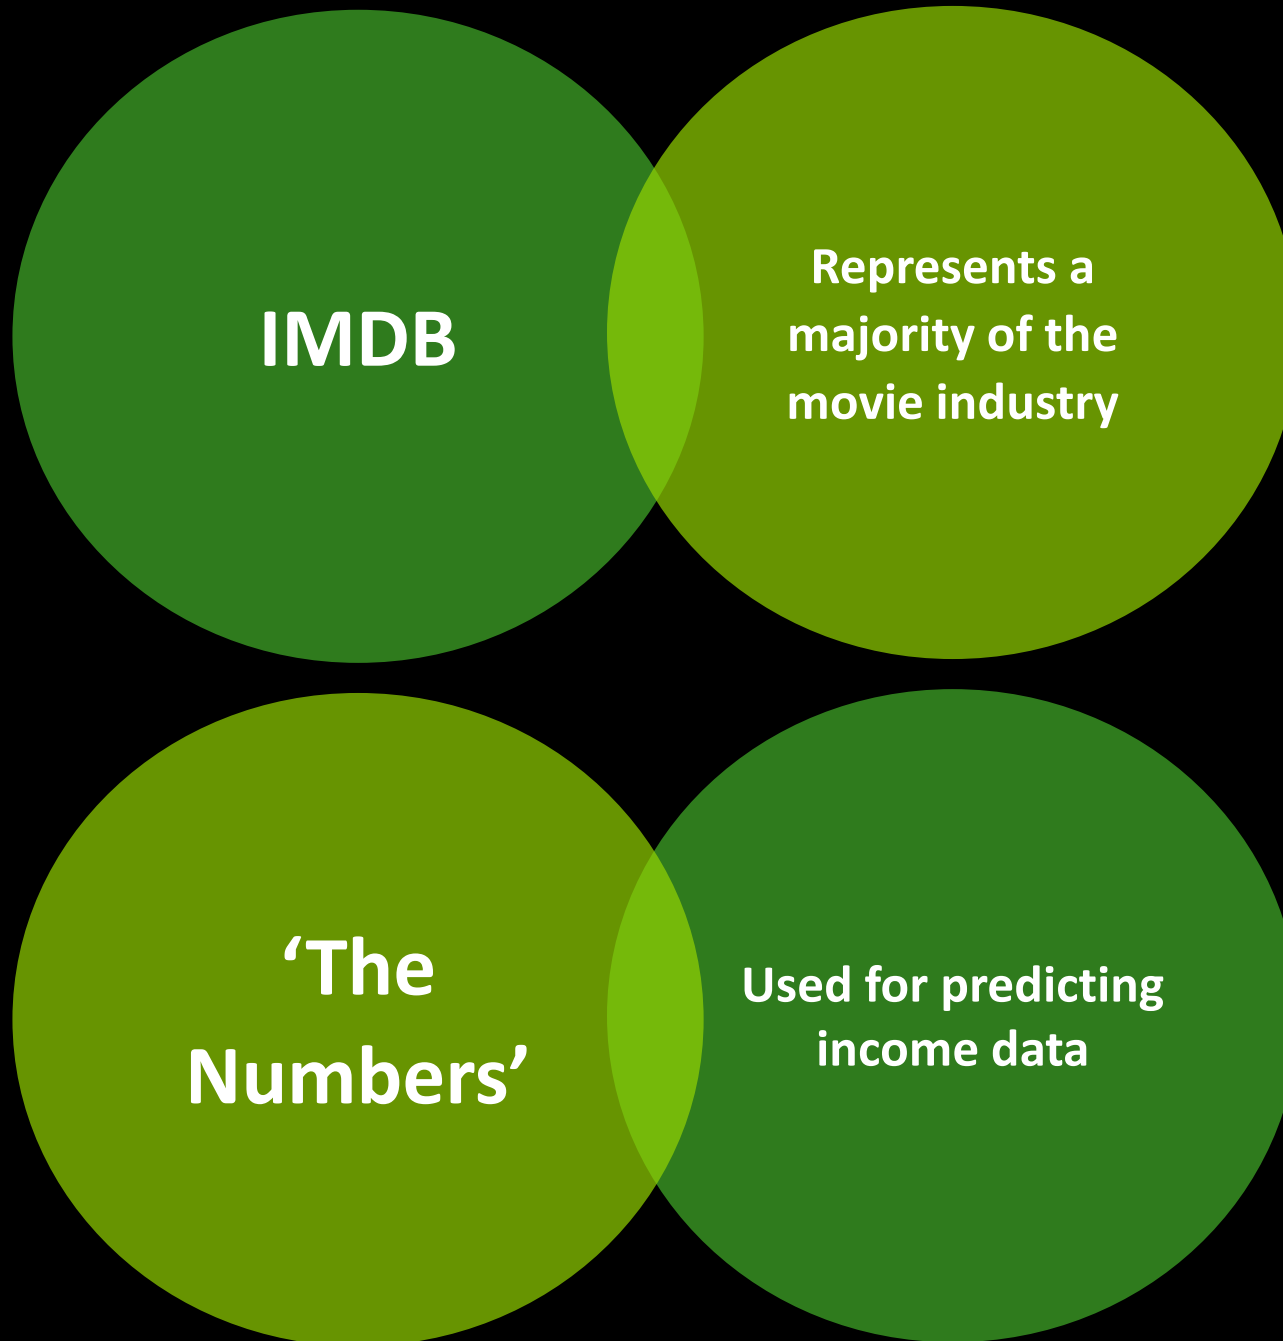 IMDB
Represents a
majority of the
movie industry
‘The
Numbers’
Used for predicting
income data